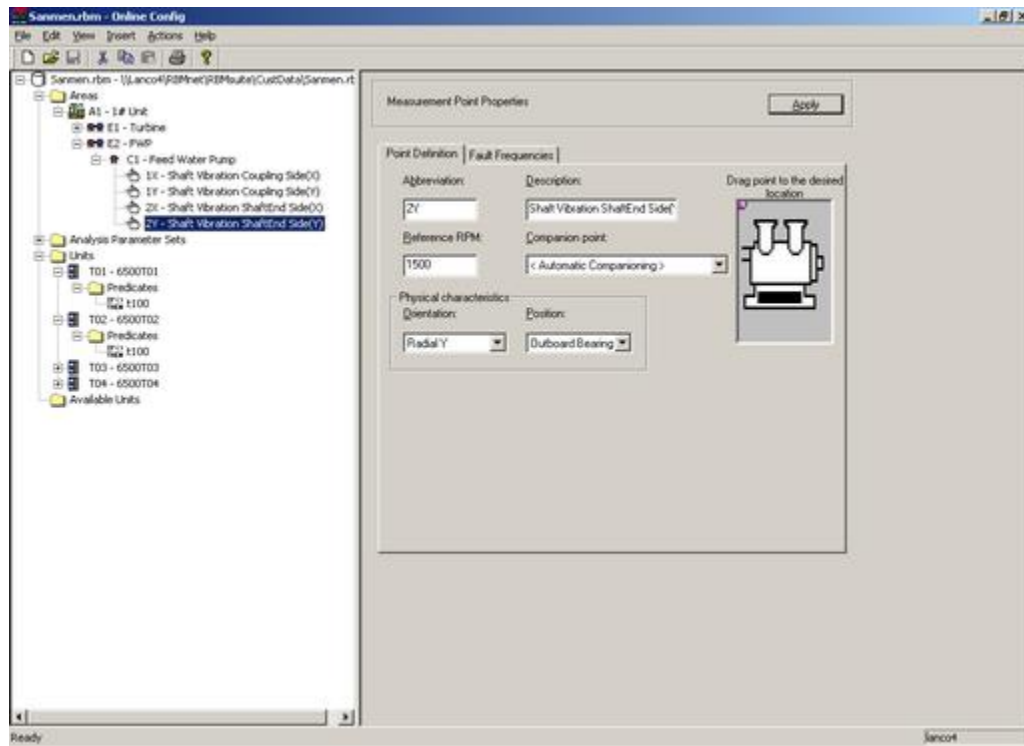 Sanmen.rbm - Online Config
File Edit View Insert Actions Help
Sanmen.rbm - \\Lanco4\RBMnet\RBMsuite\CustData\Sanmen.rb
Areas
A1 - 1# Unit
E1 - Turbine
E2 - FWP
C1 - Feed Water Pump
1X - Shaft Vibration Coupling Side(X)
1Y - Shaft Vibration Coupling Side(Y)
2X - Shaft Vibration ShaftEnd Side(X)
2Y - Shaft Vibration ShaftEnd Side(Y)
Analysis Parameter Sets
Units
T01 - 6500T01
Predicates
t100
T02 - 6500T02
Predicates
t100
T03 - 6500T03
T04 - 6500T04
Available Units
Measurement Point Properties
Apply
Point Definition Fault Frequencies
Abbreviation: Description: Drag point to the desired
location
2Y Shaft Vibration ShaftEnd Side(
Reference RPM: Companion point:
1500 < Automatic Companioning >
Physical characteristics
Orientation: Position:
Radial Y Outboard Bearing
Ready lanco4